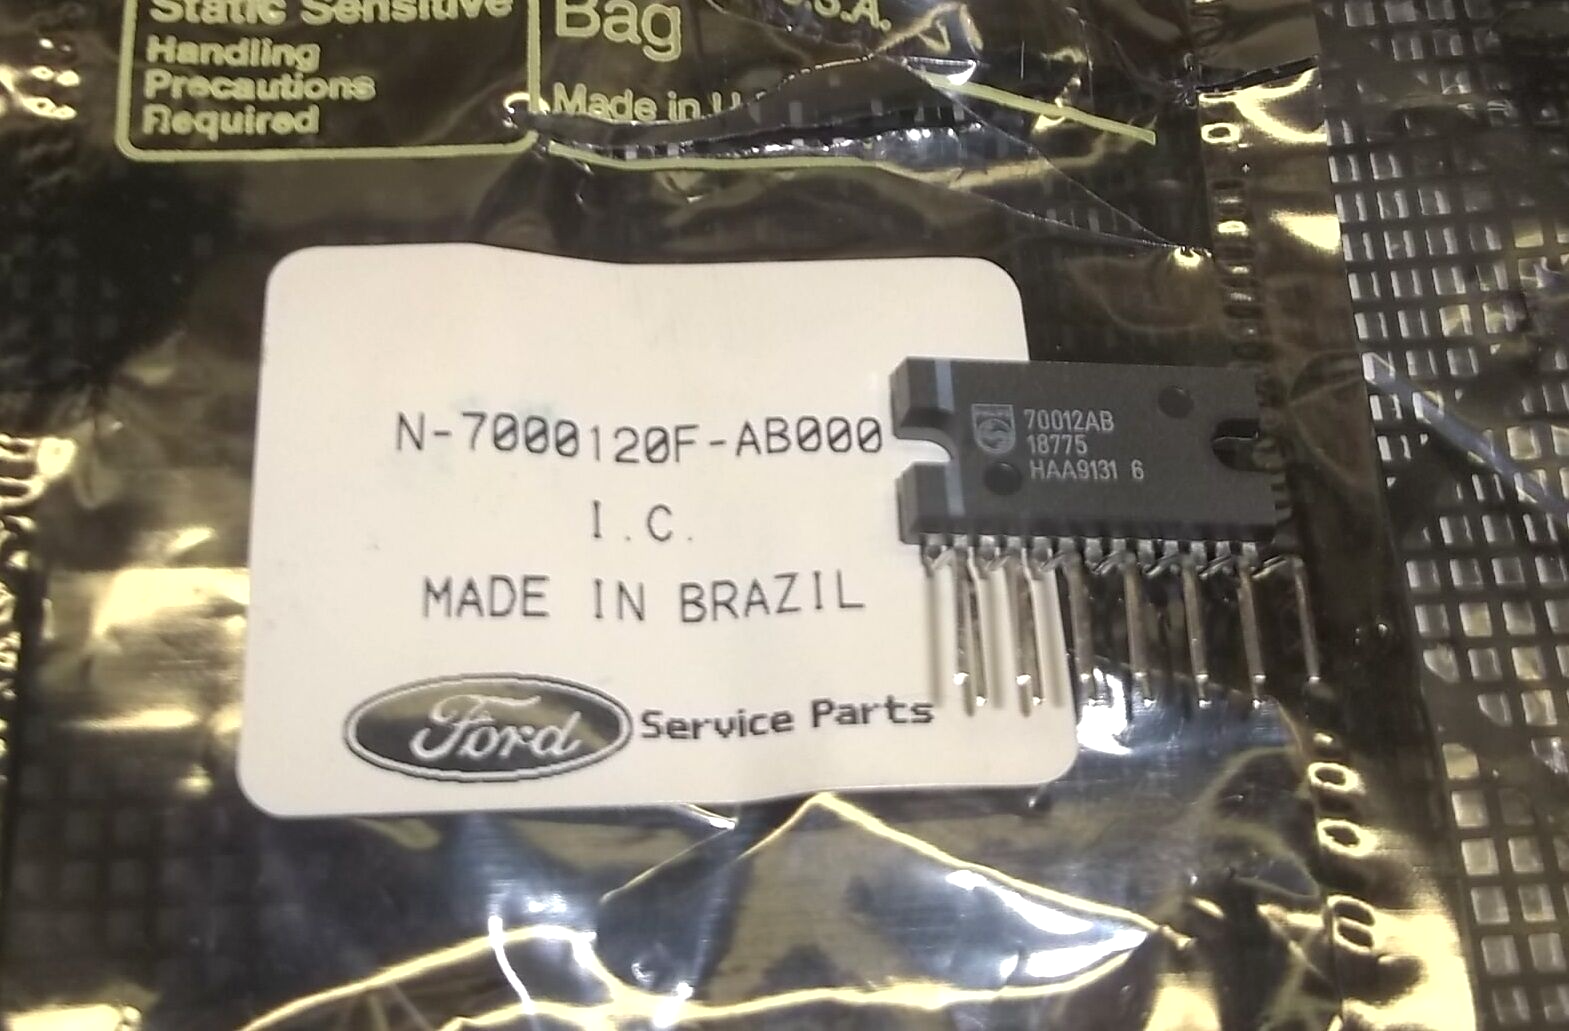 Static Sensitive
Handling
Precautions
Required
Bag
Made in
U.S.A.
N-7000120F-AB000
I.C.
MADE IN BRAZIL
Ford Service Parts
PHILIPS
70012AB
18775
HAA9131 6